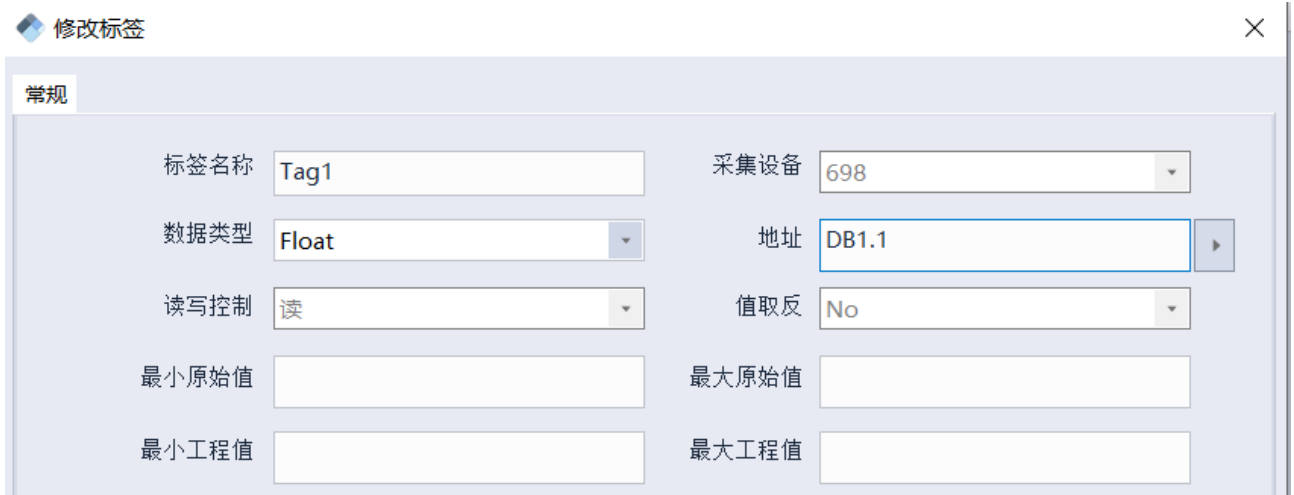 修改标签
常规
标签名称 Tag1 采集设备 698
数据类型 Float 地址 DB1.1
读写控制 读 值取反 No
最小原始值 最大原始值
最小工程值 最大工程值